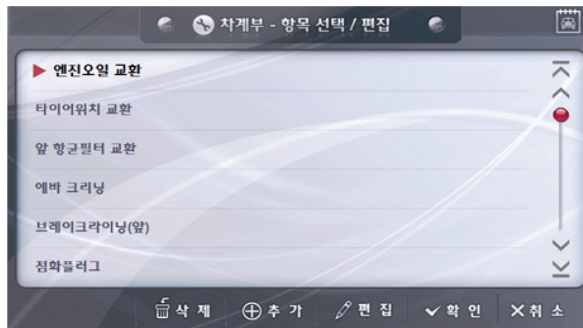 차계부 - 항목 선택 / 편집
엔진오일 교환
타이어위치 교환
앞 항균필터 교환
에바 크리닝
브레이크라이닝(앞)
점화플러그
삭 제 추 가 편 집 확 인 취 소